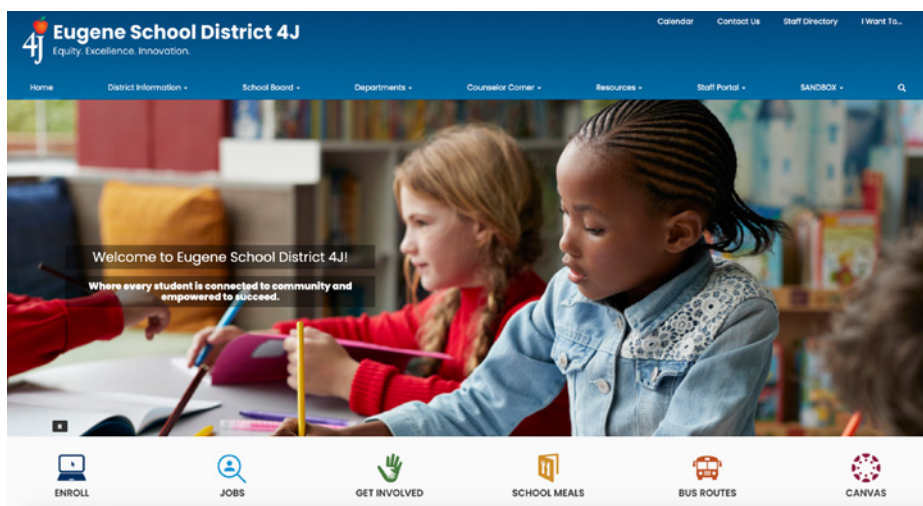 Calendar Contact Us Staff Directory I Want To...
4J Eugene School District 4J
Equity. Excellence. Innovation.
Home District Information School Board Departments Counselor Corner Resources Staff Portal SANDBOX
Welcome to Eugene School District 4J!
Where every student is connected to community and
empowered to succeed.
ENROLL JOBS GET INVOLVED SCHOOL MEALS BUS ROUTES CANVAS